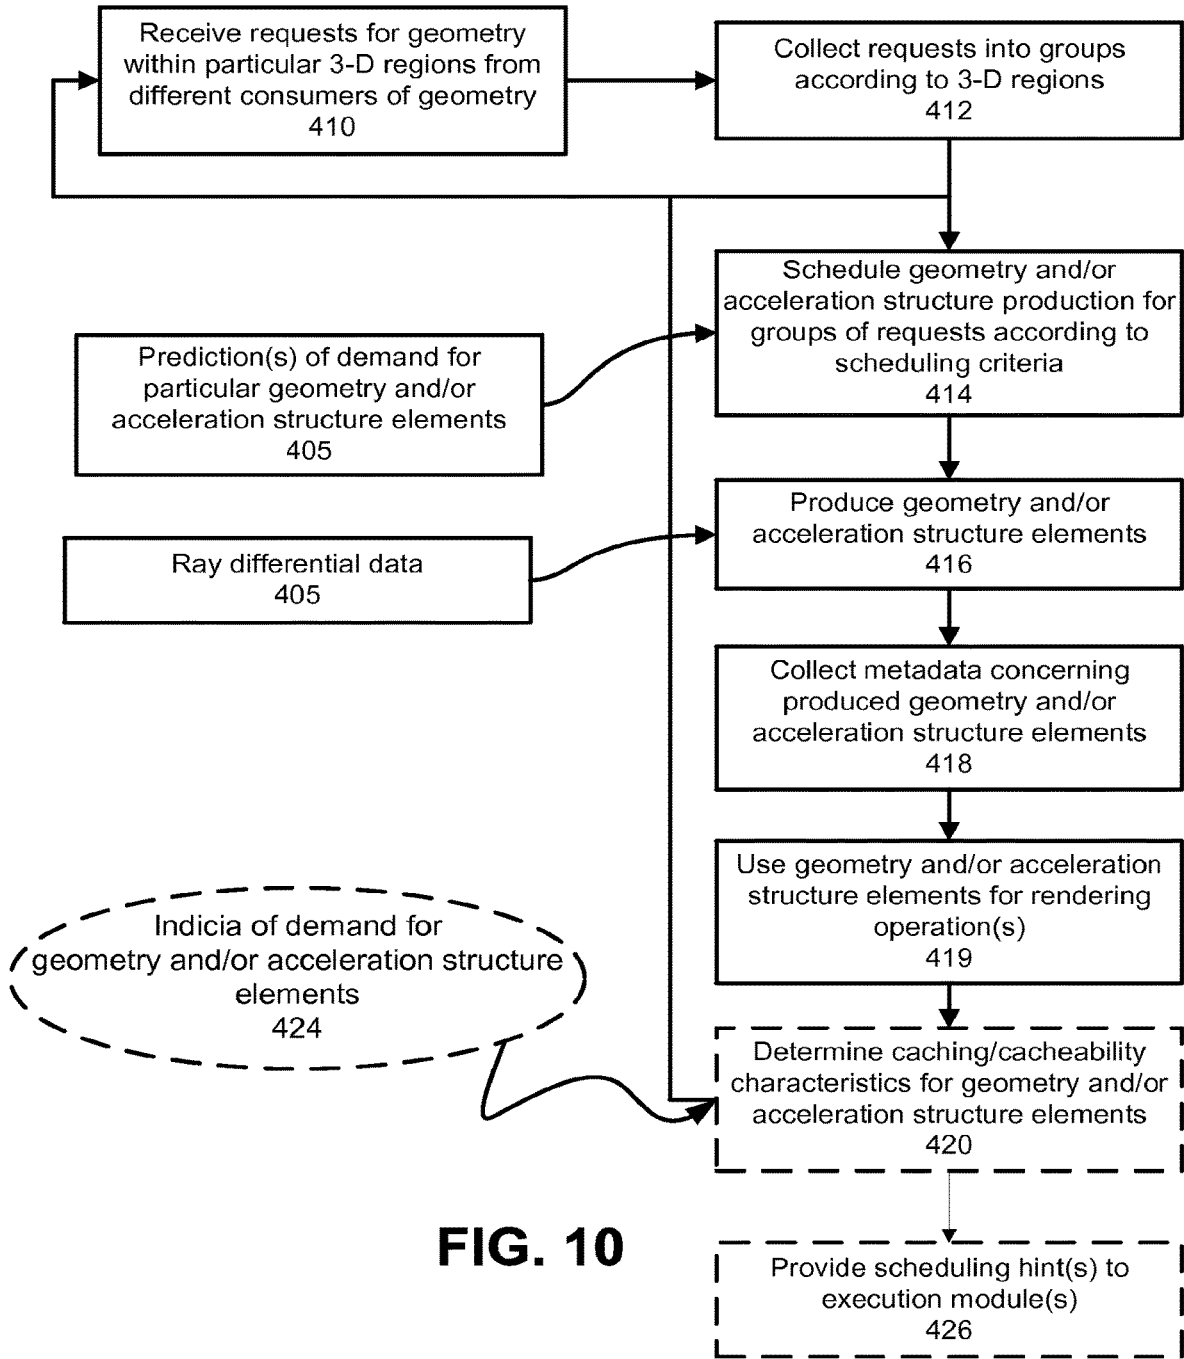 Receive requests for geometry
within particular 3-D regions from
different consumers of geometry
410
Collect requests into groups
according to 3-D regions
412
Schedule geometry and/or
acceleration structure production for
groups of requests according to
scheduling criteria
414
Prediction(s) of demand for
particular geometry and/or
acceleration structure elements
405
Produce geometry and/or
acceleration structure elements
416
Ray differential data
405
Collect metadata concerning
produced geometry and/or
acceleration structure elements
418
Use geometry and/or acceleration
structure elements for rendering
operation(s)
419
Indicia of demand for
geometry and/or acceleration structure
elements
424
Determine caching/cacheability
characteristics for geometry and/or
acceleration structure elements
420
FIG. 10
Provide scheduling hint(s) to
execution module(s)
426